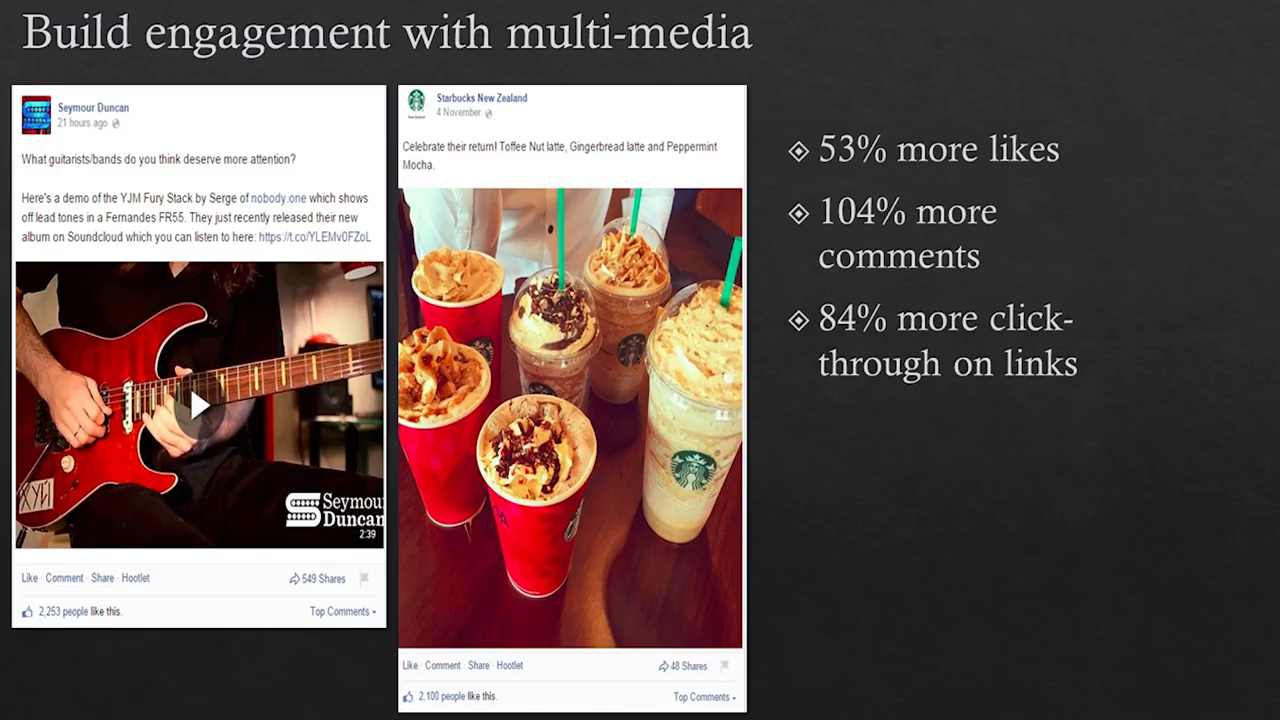 Build engagement with multi-media
Seymour Duncan
21 hours ago
What guitarists/bands do you think deserve more attention?
Here's a demo of the YJM Fury Stack by Serge of nobody.one which shows
off lead tones in a Fernandes FR55. They just recently released their new
album on Soundcloud which you can listen to here: https://t.co/YLEMv0FZoL
Seymour
Duncan
2:39
Like · Comment · Share · Hootlet
549 Shares
2,253 people like this.
Top Comments
Starbucks New Zealand
4 November
Celebrate their return! Toffee Nut latte, Gingerbread latte and Peppermint
Mocha.
Like · Comment · Share · Hootlet
48 Shares
2,100 people like this.
Top Comments
53% more likes
104% more
comments
84% more click-
through on links